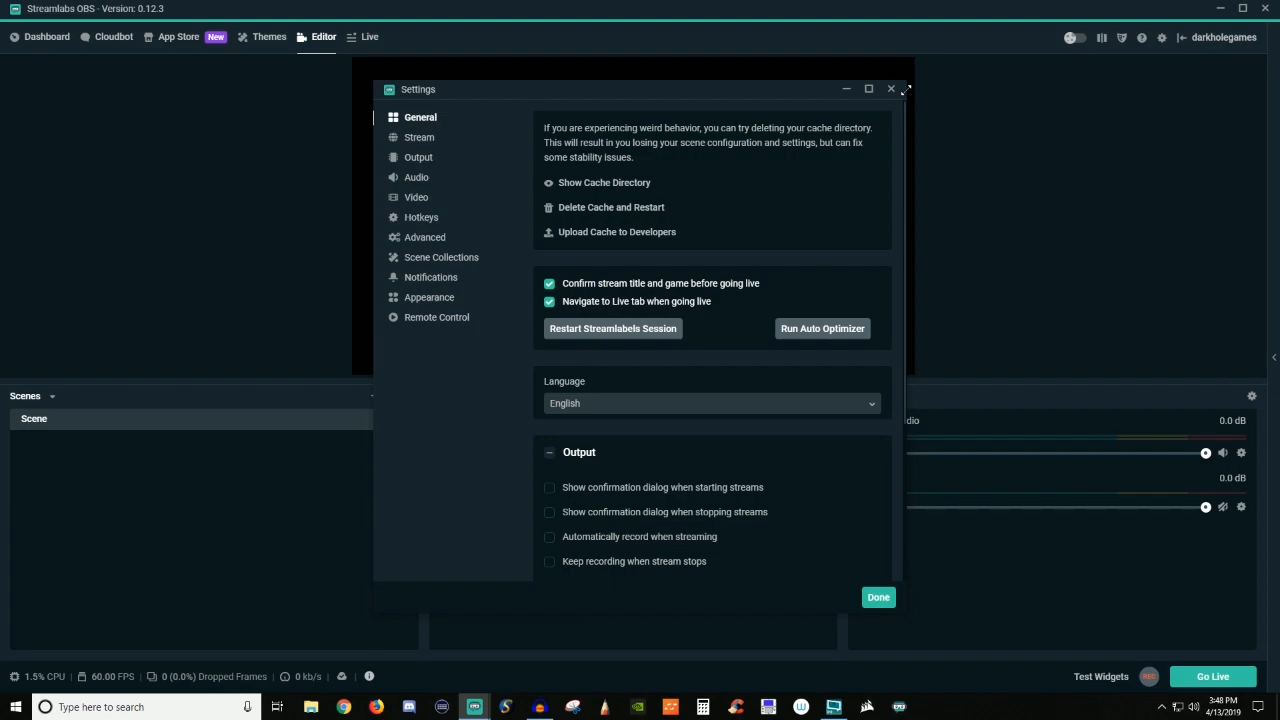 Streamlabs OBS - Version: 0.12.3
Dashboard
Cloudbot
App Store New
Themes
Editor
Live
darkholegames
Settings
General
Stream
Output
Audio
Video
Hotkeys
Advanced
Scene Collections
Notifications
Appearance
Remote Control
If you are experiencing weird behavior, you can try deleting your cache directory.
This will result in you losing your scene configuration and settings, but can fix
some stability issues.
Show Cache Directory
Delete Cache and Restart
Upload Cache to Developers
Confirm stream title and game before going live
Navigate to Live tab when going live
Restart Streamlabels Session
Run Auto Optimizer
Language
English
Output
Show confirmation dialog when starting streams
Show confirmation dialog when stopping streams
Automatically record when streaming
Keep recording when stream stops
Done
Scenes
Scene
dio
0.0 dB
0.0 dB
1.5% CPU
60.00 FPS
0 (0.0%) Dropped Frames
0 kb/s
Test Widgets
REC
Go Live
Type here to search
3:48 PM
4/13/2019